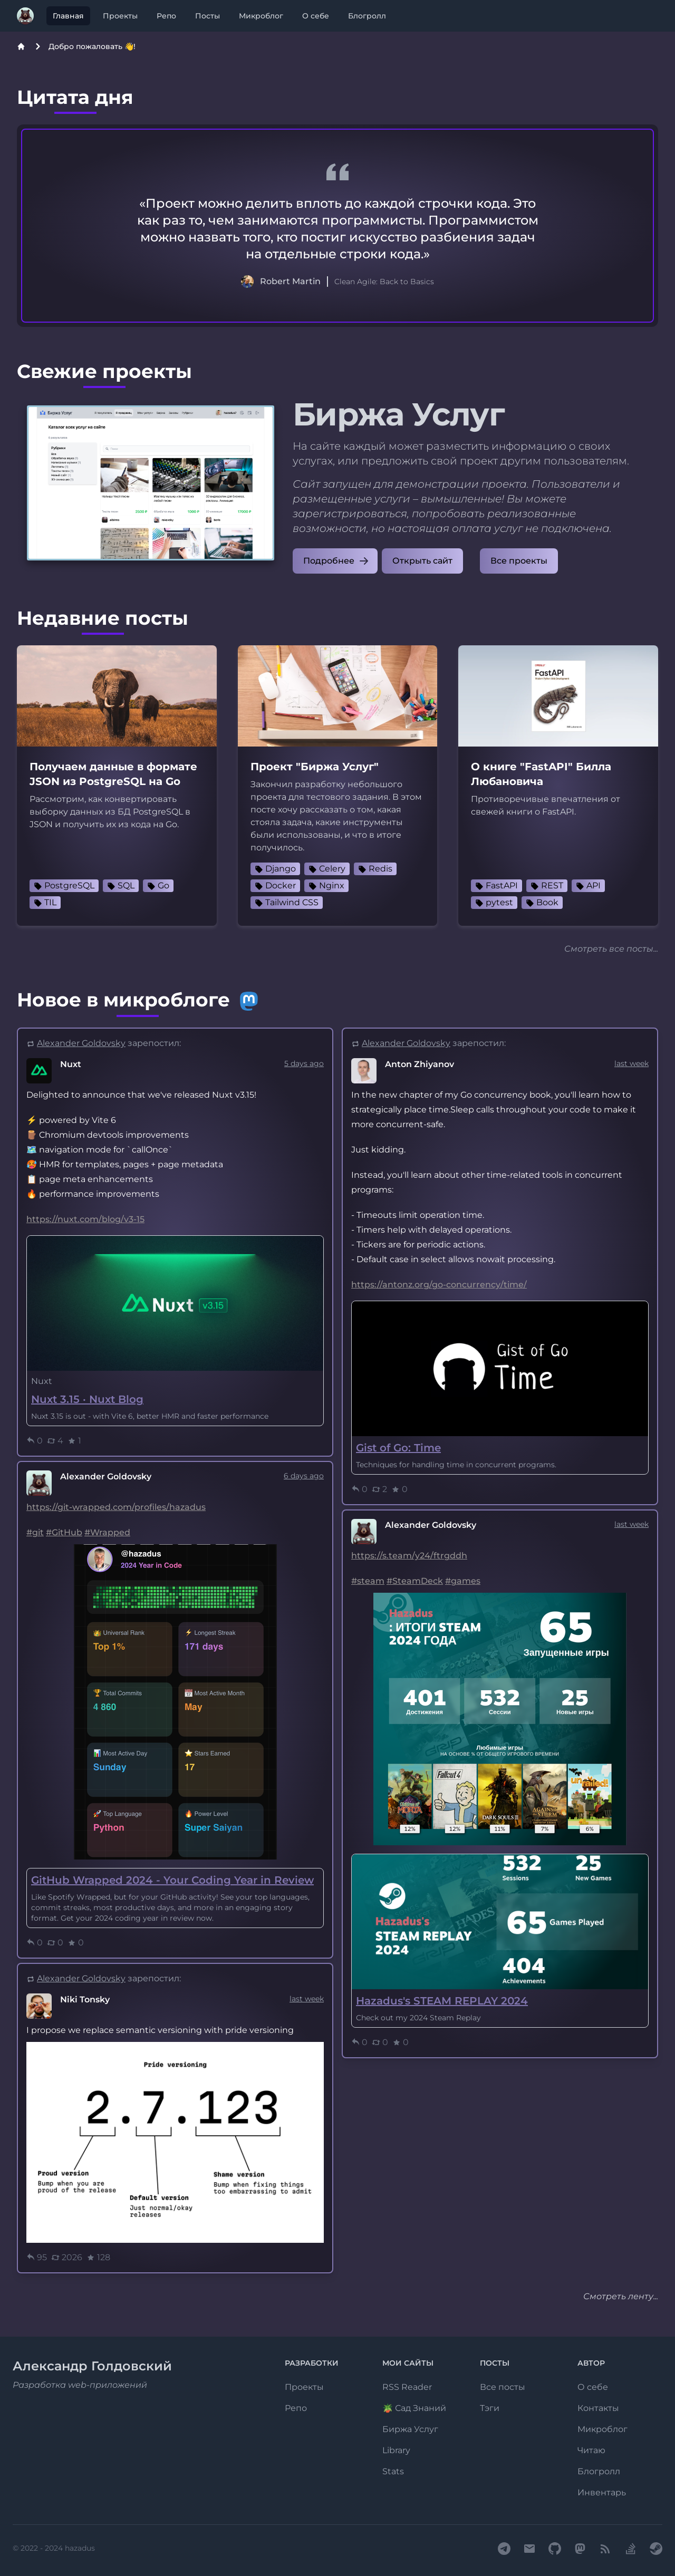 Главная Проекты Репо Посты Микроблог О себе Блогролл
Добро пожаловать 👋!
Цитата дня
«Проект можно делить вплоть до каждой строчки кода. Это
как раз то, чем занимаются программисты. Программистом
можно назвать того, кто постиг искусство разбиения задач
на отдельные строки кода.»
Robert Martin Clean Agile: Back to Basics
Свежие проекты
Биржа Услуг
Каталог всех услуг на сайте
Биржа Услуг
На сайте каждый может разместить информацию о своих
услугах, или предложить свой проект другим пользователям.
Сайт запущен для демонстрации проекта. Пользователи и
размещенные услуги – вымышленные! Вы можете
зарегистрироваться, попробовать реализованные
возможности, но настоящая оплата услуг не подключена.
Подробнее → Открыть сайт Все проекты
Недавние посты
Получаем данные в формате
JSON из PostgreSQL на Go
Рассмотрим, как конвертировать
выборку данных из БД PostgreSQL в
JSON и получить их из кода на Go.
PostgreSQL SQL Go
TIL
Проект "Биржа Услуг"
Закончил разработку небольшого
проекта для тестового задания. В этом
посте хочу рассказать о том, какая
стояла задача, какие инструменты
были использованы, и что в итоге
получилось.
Django Celery Redis
Docker Nginx
Tailwind CSS
FastAPI
О книге "FastAPI" Билла
Любановича
Противоречивые впечатления от
свежей книги о FastAPI.
FastAPI REST API
pytest Book
Смотреть все посты...
Новое в микроблоге
Alexander Goldovsky зарепостил:
Nuxt 5 days ago
Delighted to announce that we've released Nuxt v3.15!
⚡ powered by Vite 6
🪵 Chromium devtools improvements
🗺️ navigation mode for `callOnce`
🥵 HMR for templates, pages + page metadata
📋 page meta enhancements
🔥 performance improvements
https://nuxt.com/blog/v3-15
Nuxt v3.15
Nuxt
Nuxt 3.15 - Nuxt Blog
Nuxt 3.15 is out - with Vite 6, better HMR and faster performance
0 4 1
Alexander Goldovsky 6 days ago
https://git-wrapped.com/profiles/hazadus
#git #GitHub #Wrapped
@hazadus
2024 Year in Code
Universal Rank
Top 1%
Longest Streak
171 days
Total Commits
4 860
Most Active Month
May
Most Active Day
Sunday
Stars Earned
17
Top Language
Python
Power Level
Super Saiyan
GitHub Wrapped 2024 - Your Coding Year in Review
Like Spotify Wrapped, but for your GitHub activity! See your top languages,
commit streaks, most productive days, and more in an engaging story
format. Get your 2024 coding year in review now.
0 0 0
Alexander Goldovsky зарепостил:
Niki Tonsky last week
I propose we replace semantic versioning with pride versioning
Pride versioning
2.7.123
Proud version
Bump when you are
proud of the release
Default version
Just normal/okay
releases
Shame version
Bump when fixing things
too embarrassing to admit
95 2026 128
Alexander Goldovsky зарепостил:
Anton Zhiyanov last week
In the new chapter of my Go concurrency book, you'll learn how to
strategically place time.Sleep calls throughout your code to make it
more concurrent-safe.
Just kidding.
Instead, you'll learn about other time-related tools in concurrent
programs:
- Timeouts limit operation time.
- Timers help with delayed operations.
- Tickers are for periodic actions.
- Default case in select allows nowait processing.
https://antonz.org/go-concurrency/time/
Gist of Go
Time
Gist of Go: Time
Techniques for handling time in concurrent programs.
0 2 0
Alexander Goldovsky last week
https://s.team/y24/ftrgddh
#steam #SteamDeck #games
Hazadus
: ИТОГИ STEAM
2024 ГОДА
65
Запущенные игры
401
Достижения
532
Сессии
25
Новые игры
Любимые игры
НА ОСНОВЕ % ОТ ОБЩЕГО ИГРОВОГО ВРЕМЕНИ
12% 12% 11% 7% 6%
532
Sessions
25
New Games
Hazadus's
STEAM REPLAY
2024
65 Games Played
404
Achievements
Hazadus's STEAM REPLAY 2024
Check out my 2024 Steam Replay
0 0 0
Смотреть ленту...
Александр Голдовский
Разработка web-приложений
РАЗРАБОТКИ
Проекты
Репо
МОИ САЙТЫ
RSS Reader
🪴 Сад Знаний
Биржа Услуг
Library
Stats
ПОСТЫ
Все посты
Тэги
АВТОР
О себе
Контакты
Микроблог
Читаю
Блогролл
Инвентарь
© 2022 - 2024 hazadus